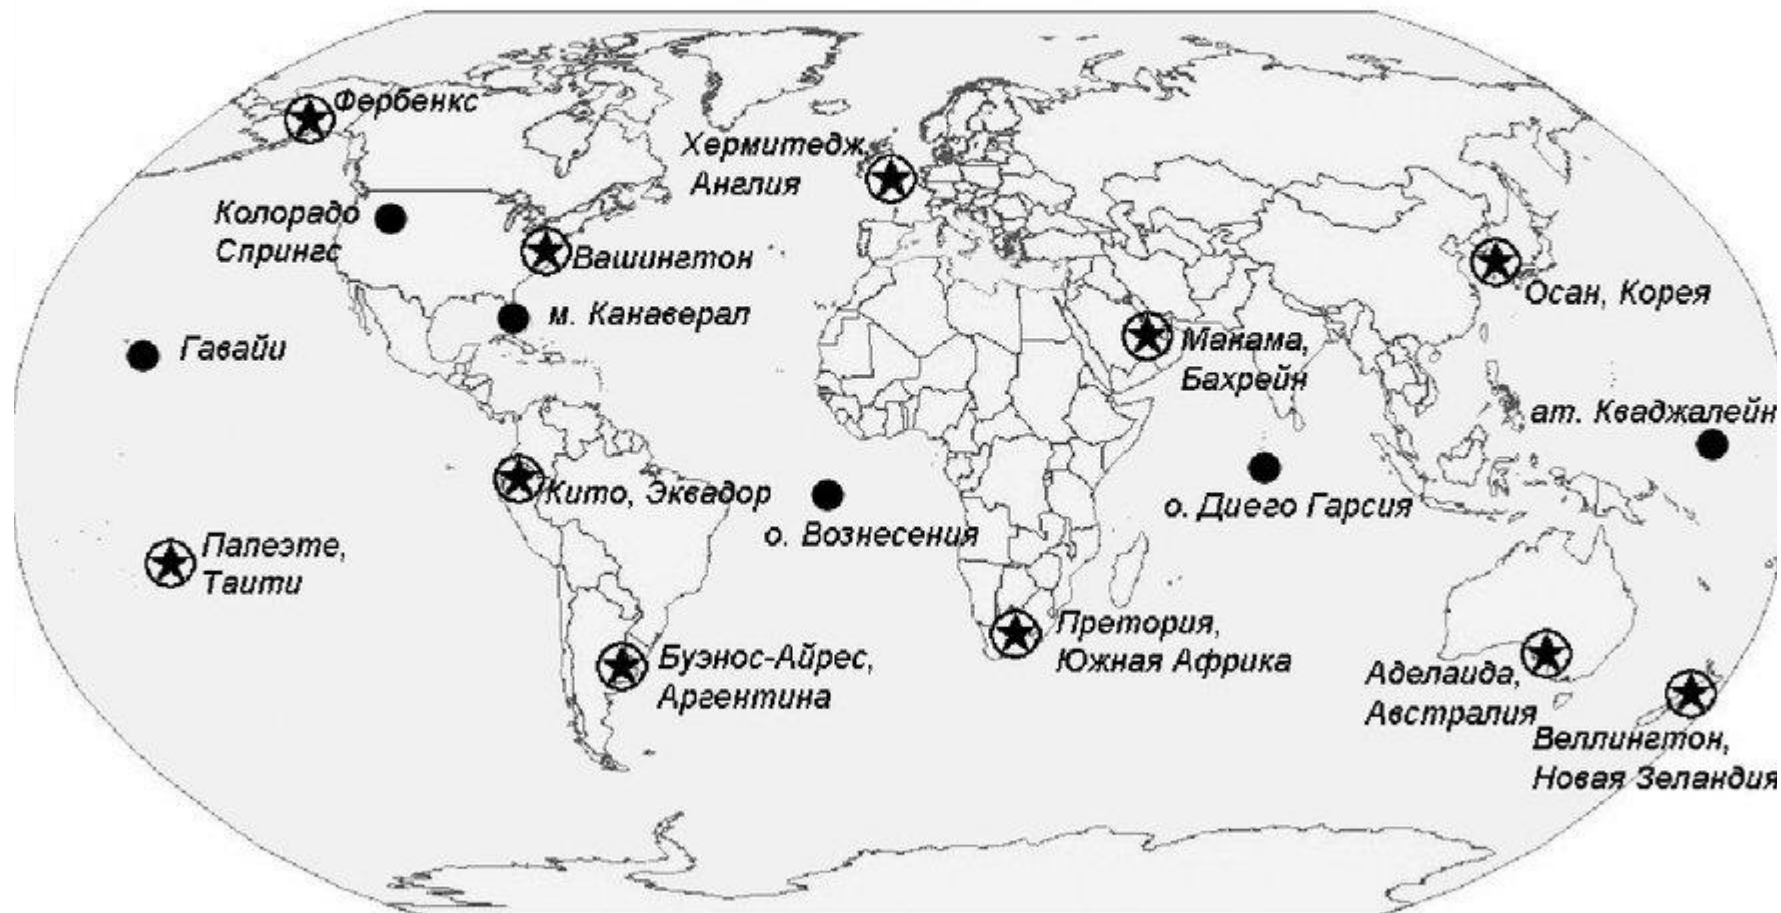 Фербенкс
Хермитедж,
Англия
Колорадо
Спрингс
Вашингтон
Осан, Корея
м. Канаверал
Гавайи
Манама,
Бахрейн
ат. Кваджалейн
Кито, Эквадор
о. Вознесения
о. Диего Гарсия
Папеэте,
Таити
Претория,
Южная Африка
Буэнос-Айрес,
Аргентина
Аделаида,
Австралия
Веллингтон,
Новая Зеландия